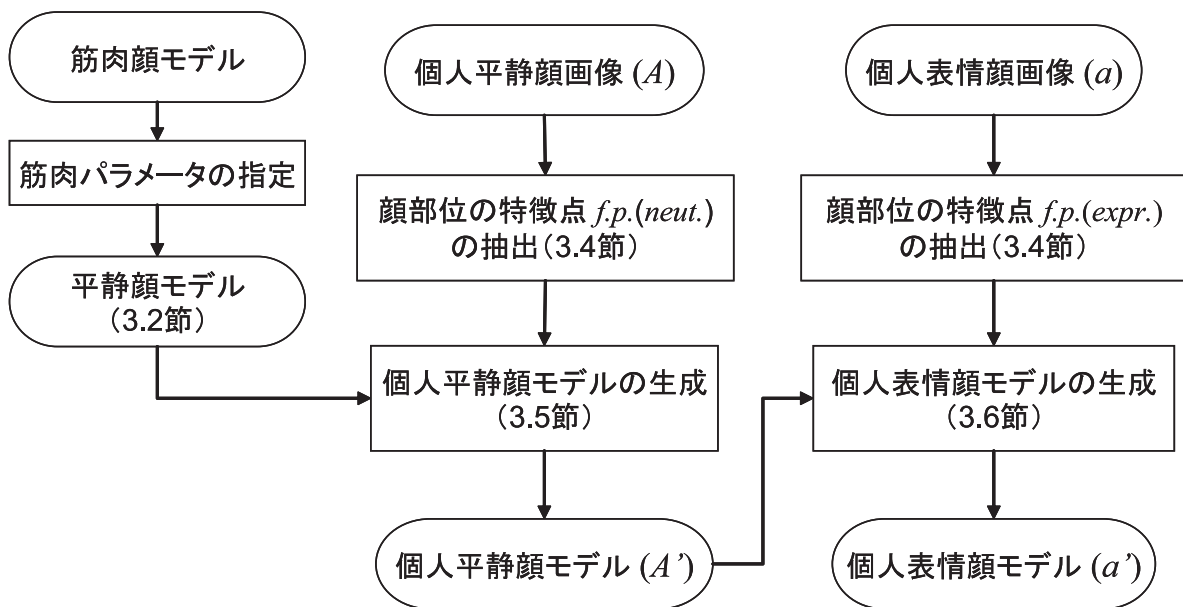 筋肉顔モデル
筋肉パラメータの指定
平静顔モデル
(3.2節)
個人平静顔画像 (A)
顔部位の特徴点 f.p.(neut.)
の抽出(3.4節)
個人平静顔モデルの生成
(3.5節)
個人平静顔モデル (A’)
個人表情顔画像 (a)
顔部位の特徴点 f.p.(expr.)
の抽出(3.4節)
個人表情顔モデルの生成
(3.6節)
個人表情顔モデル (a’)